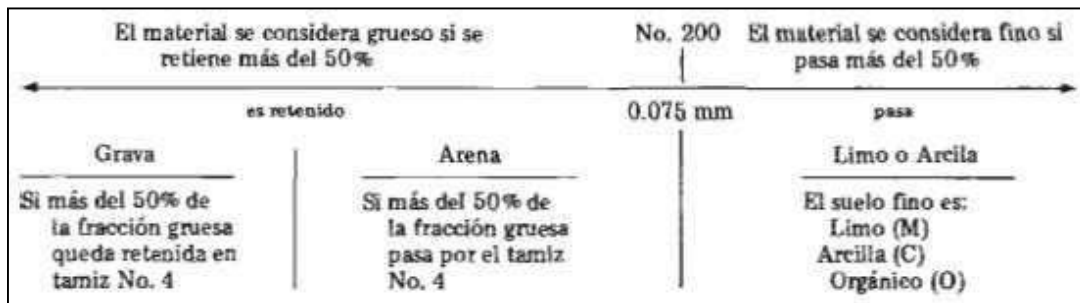 El material se considera grueso si se
retiene más del 50%
No. 200
El material se considera fino si
pasa más del 50%
es retenido
0.075 mm
pasa
Grava
Si más del 50% de
la fracción gruesa
queda retenida en
tamiz No. 4
Arena
Si más del 50% de
la fracción gruesa
pasa por el tamiz
No. 4
Limo o Arcila
El suelo fino es:
Limo (M)
Arcilla (C)
Orgánico (O)